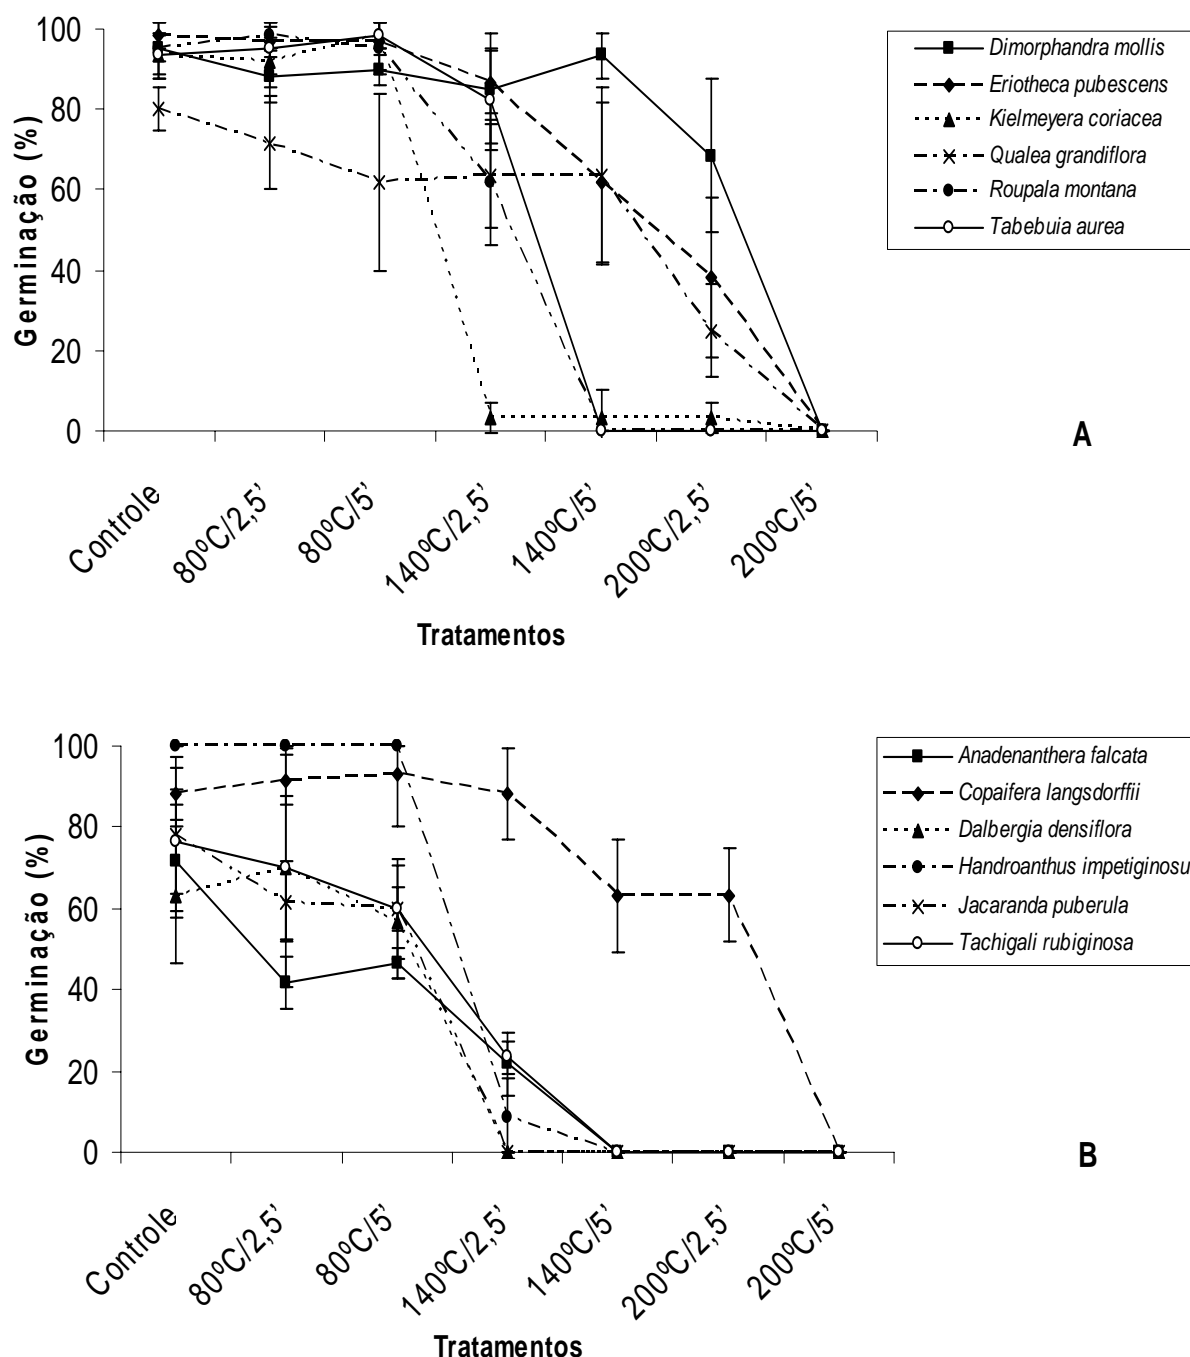 Germinação (%)
100
80
60
40
20
0
Controle
80ºC/2,5’
80ºC/5’
140ºC/2,5’
140ºC/5’
200ºC/2,5’
200ºC/5’
Tratamentos
Dimorphandra mollis
Eriotheca pubescens
Kielmeyera coriacea
Qualea grandiflora
Roupala montana
Tabebuia aurea
A
Germinação (%)
100
80
60
40
20
0
Controle
80ºC/2,5’
80ºC/5’
140ºC/2,5’
140ºC/5’
200ºC/2,5’
200ºC/5’
Tratamentos
Anadenanthera falcata
Copaifera langsdorffii
Dalbergia densiflora
Handroanthus impetiginosu
Jacaranda puberula
Tachigali rubiginosa
B